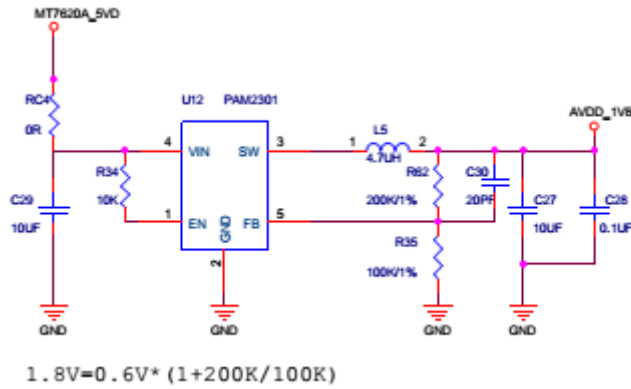 MT7620A_5VD
RC4
0R
U12 PAM2301
AVDD_1V8
4 VIN SW 3
1 L5 2
4.7UH
R34
10K
C29
10UF
1 EN GND FB 5
2
R62
200K/1%
C30
20PF
C27
10UF
C28
0.1UF
R35
100K/1%
GND
GND
GND
GND
1.8V=0.6V*(1+200K/100K)